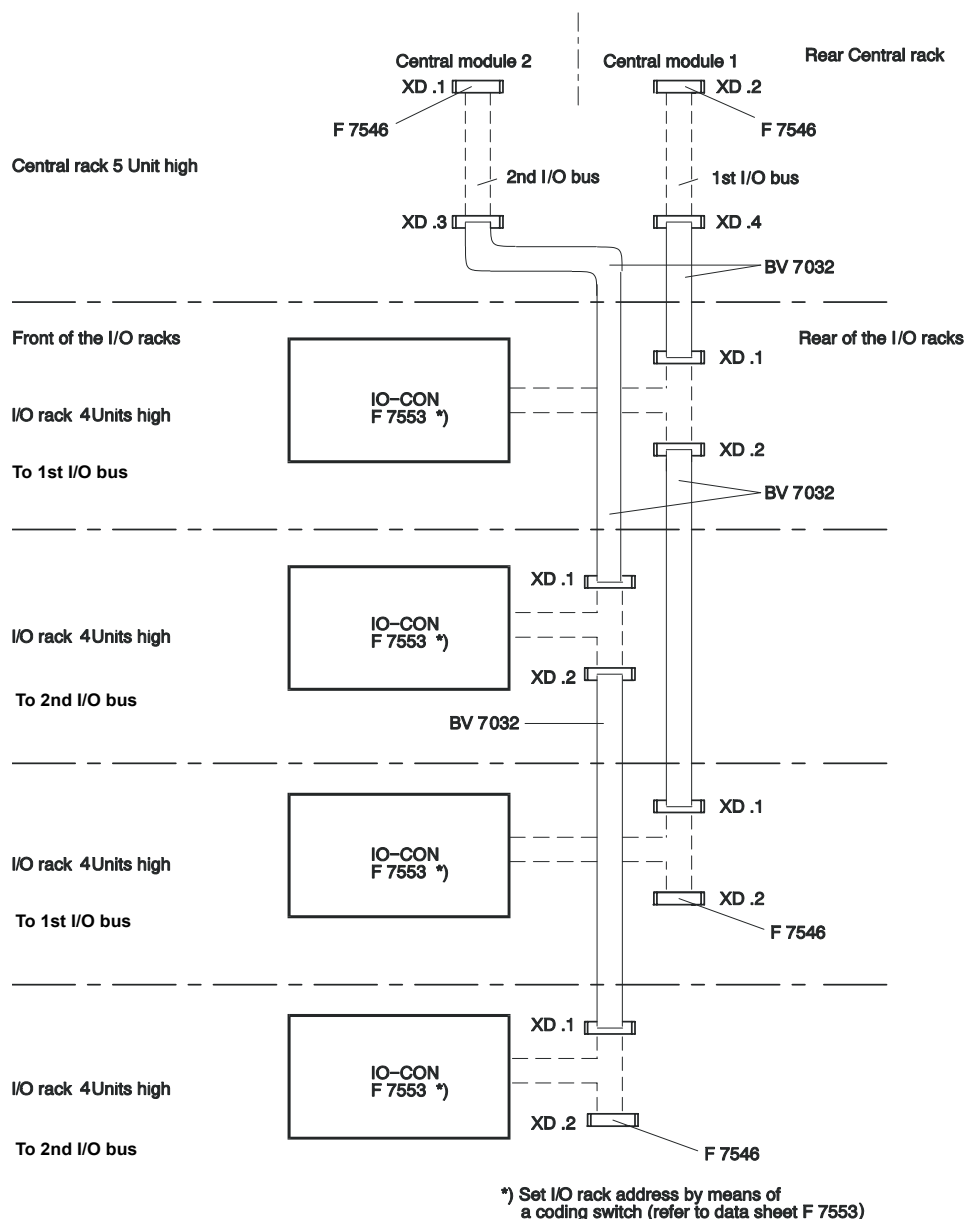 Rear Central rack
Central module 2
Central module 1
XD .1
XD .2
F 7546
F 7546
Central rack 5 Unit high
2nd I/O bus
1st I/O bus
XD .3
XD .4
BV 7032
Front of the I/O racks
Rear of the I/O racks
XD .1
IO-CON
F 7553 *)
I/O rack 4Units high
XD .2
To 1st I/O bus
BV 7032
XD .1
IO-CON
F 7553 *)
I/O rack 4Units high
XD .2
To 2nd I/O bus
BV 7032
XD .1
IO-CON
F 7553 *)
I/O rack 4Units high
XD .2
To 1st I/O bus
F 7546
XD .1
IO-CON
F 7553 *)
I/O rack 4Units high
XD .2
To 2nd I/O bus
F 7546
*) Set I/O rack address by means of
a coding switch (refer to data sheet F 7553)